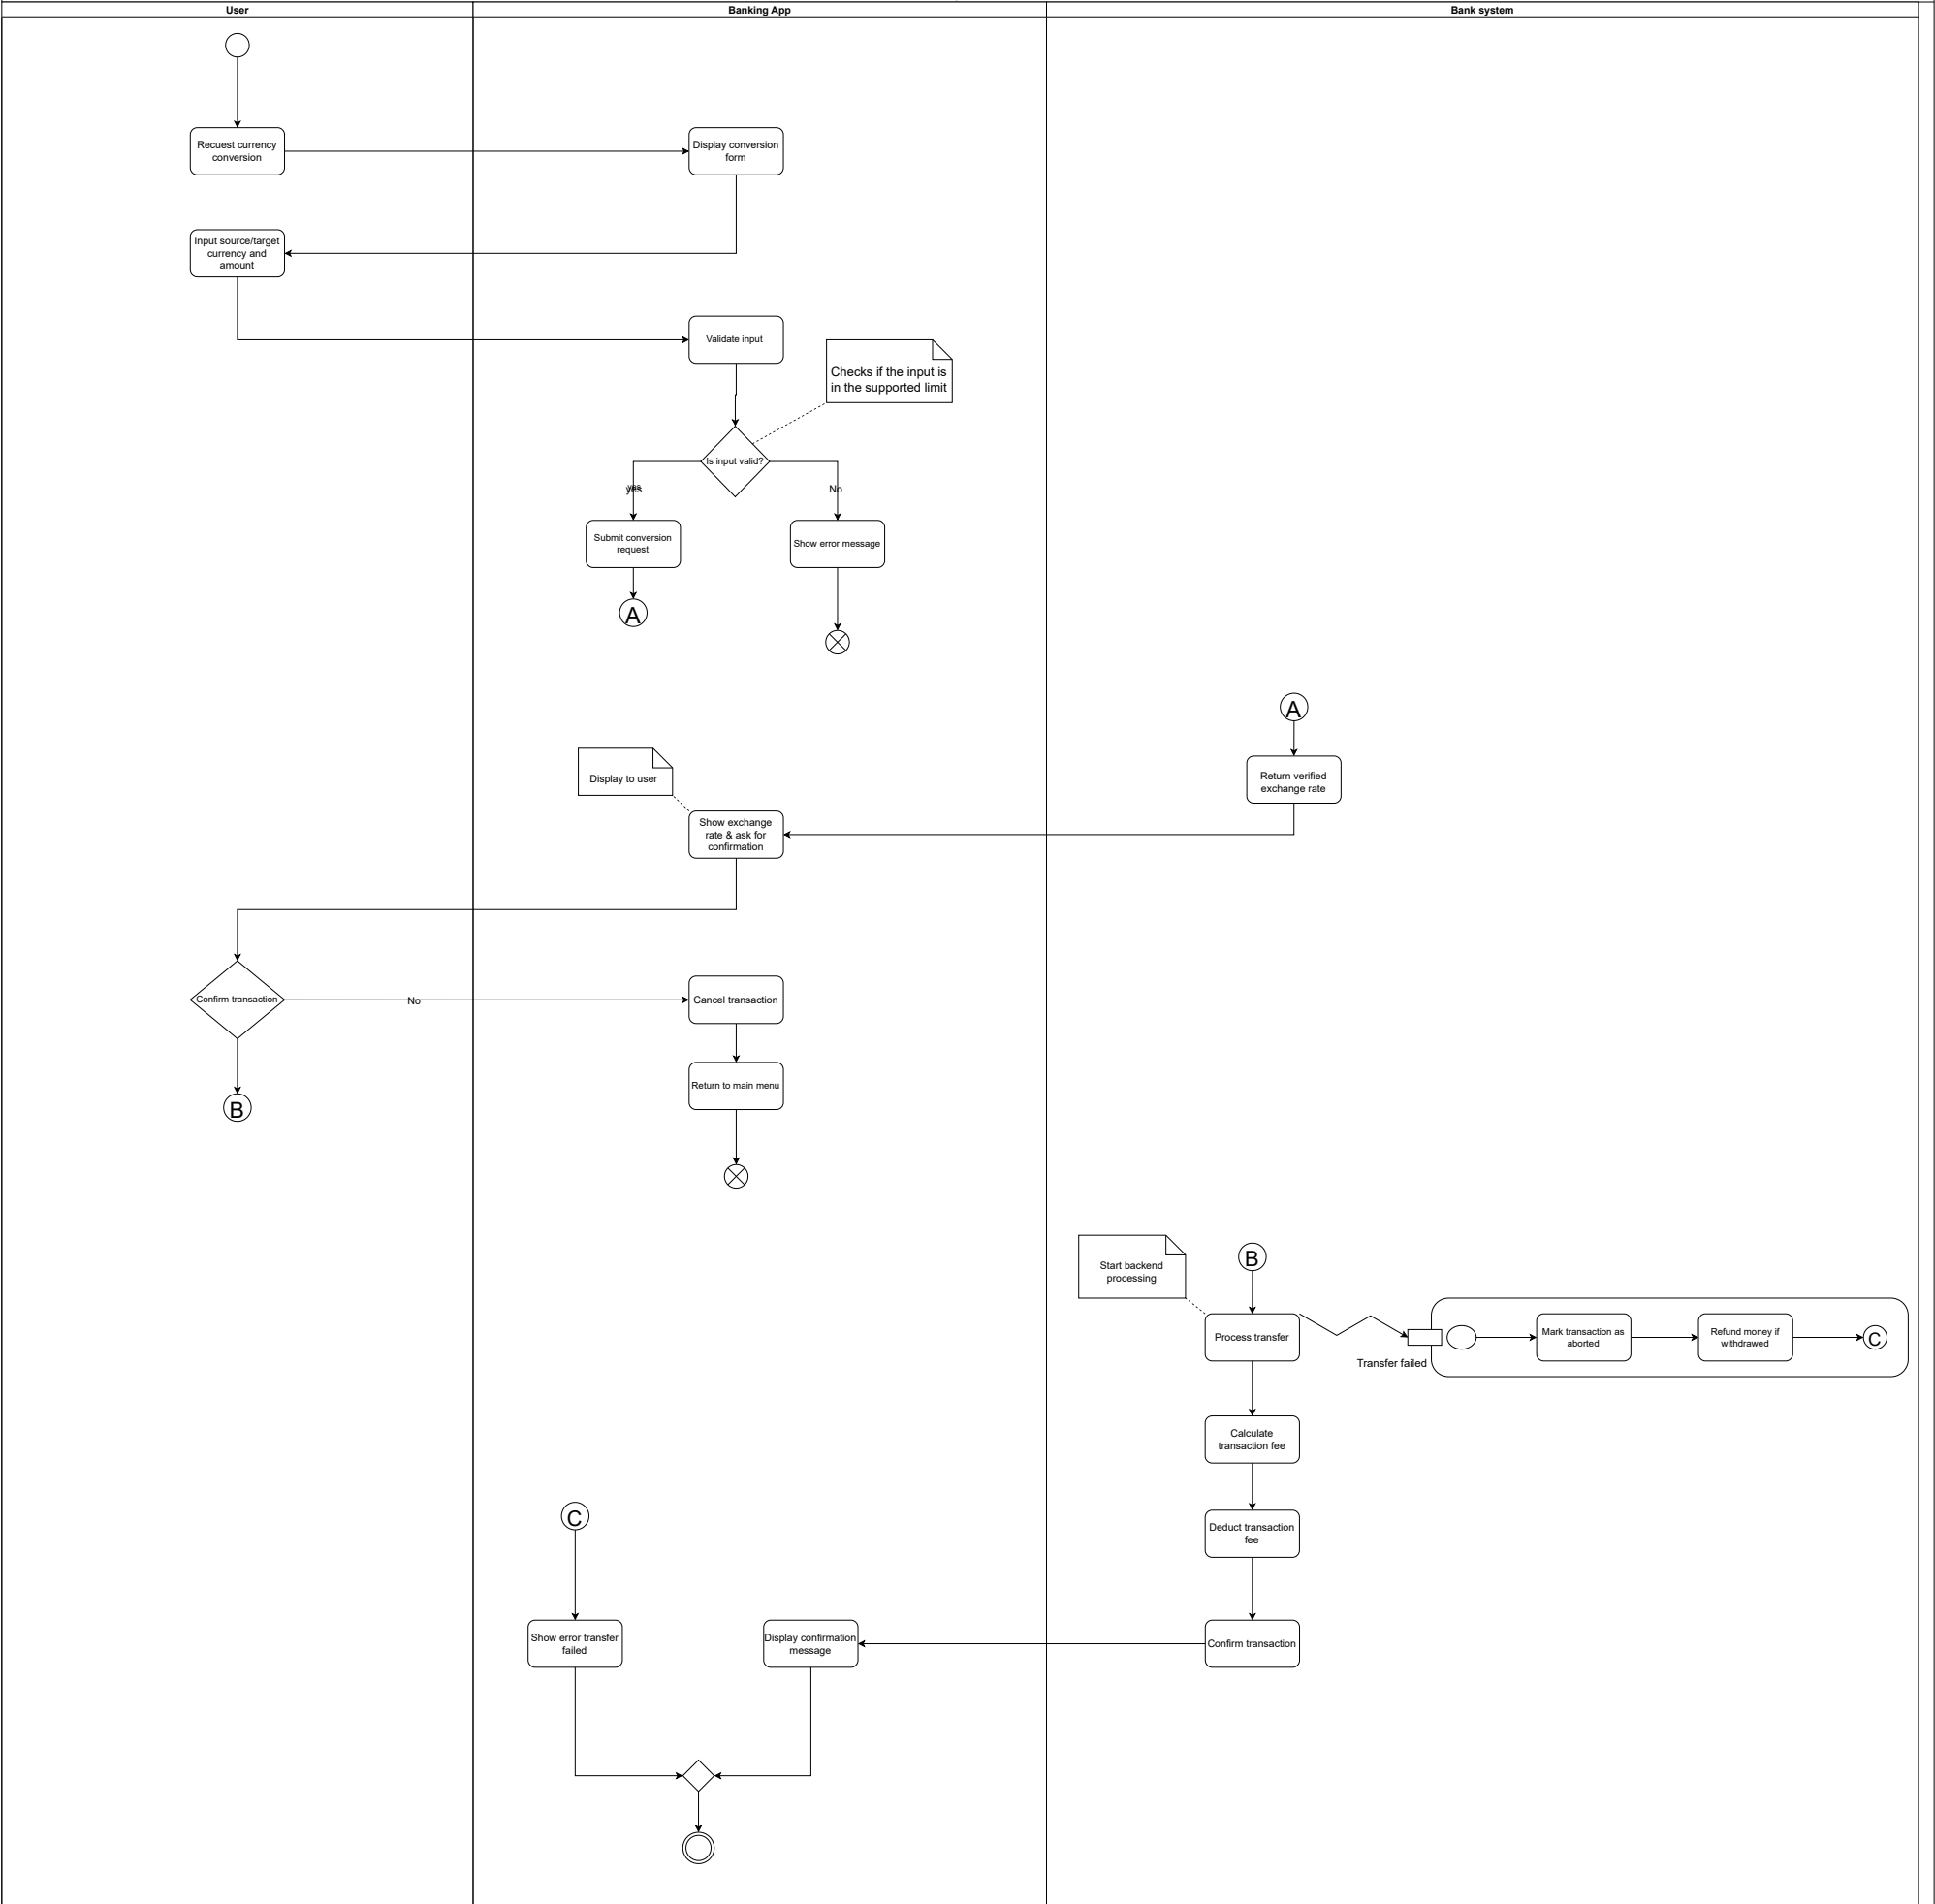 User
Banking App
Bank system
Recuest currency
conversion
Display conversion
form
Input source/target
currency and
amount
Validate input
Checks if the input is
in the supported limit
Is input valid?
yes
No
Submit conversion
request
Show error message
A
A
Display to user
Return verified
exchange rate
Show exchange
rate & ask for
confirmation
Confirm transaction
No
Cancel transaction
Return to main menu
B
B
Start backend
processing
Process transfer
Transfer failed
Mark transaction as
aborted
Refund money if
withdrawed
C
Calculate
transaction fee
C
Deduct transaction
fee
Show error transfer
failed
Display confirmation
message
Confirm transaction